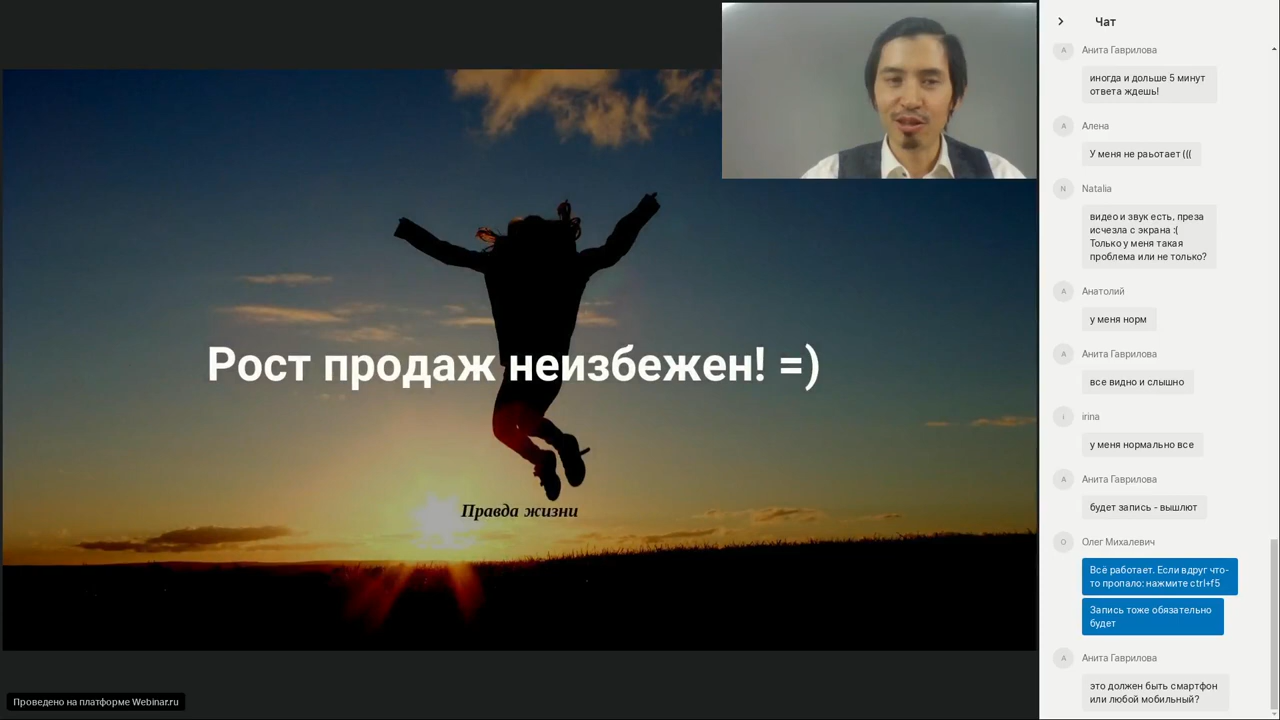 Рост продаж неизбежен! =)
Правда жизни
Проведено на платформе Webinar.ru
Чат
А
Анита Гаврилова
иногда и дольше 5 минут
ответа ждешь!
А
Алена
У меня не раьотает (((
N
Natalia
видео и звук есть, преза
исчезла с экрана :(
Только у меня такая
проблема или не только?
А
Анатолий
у меня норм
А
Анита Гаврилова
все видно и слышно
i
irina
у меня нормально все
А
Анита Гаврилова
будет запись - вышлют
О
Олег Михалевич
Всё работает. Если вдруг что-
то пропало: нажмите ctrl+f5
Запись тоже обязательно
будет
А
Анита Гаврилова
это должен быть смартфон
или любой мобильный?